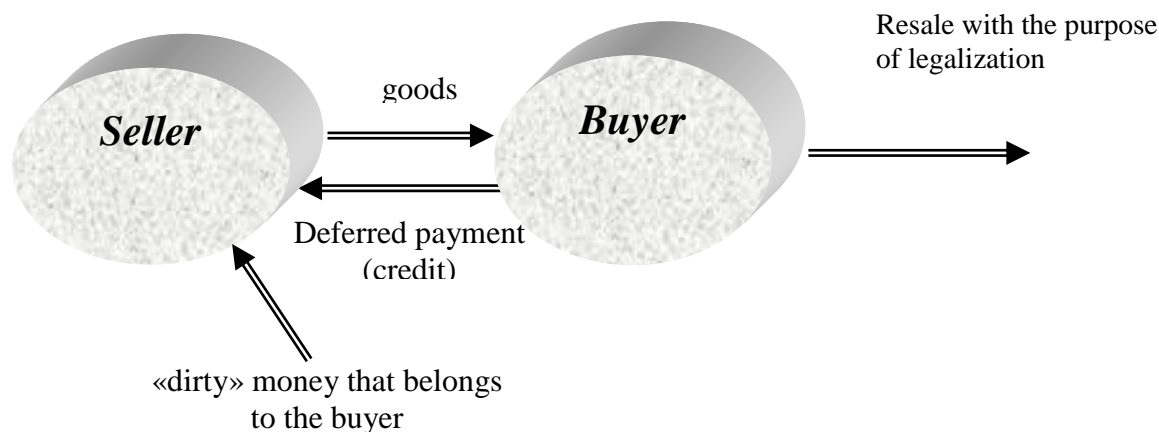 Resale with the purpose
of legalization
goods
Seller
Buyer
Deferred payment
(credit)
«dirty» money that belongs
to the buyer